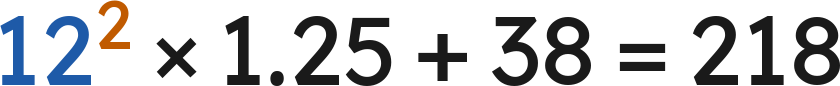 12² × 1.25 + 38 = 218